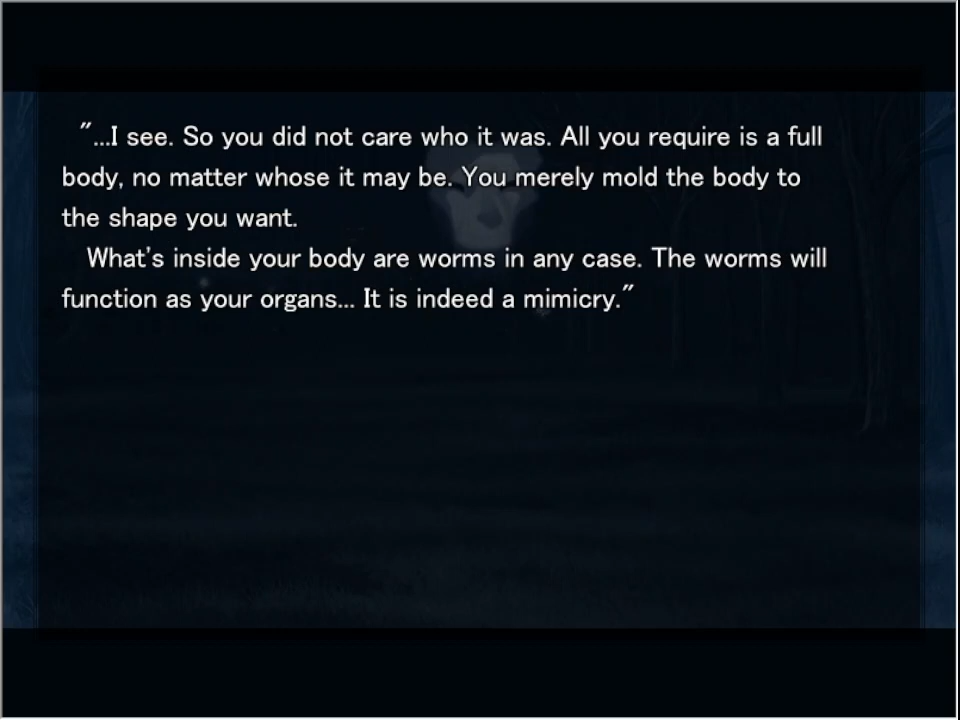 "...I see. So you did not care who it was. All you require is a full
body, no matter whose it may be. You merely mold the body to
the shape you want.
What's inside your body are worms in any case. The worms will
function as your organs... It is indeed a mimicry."